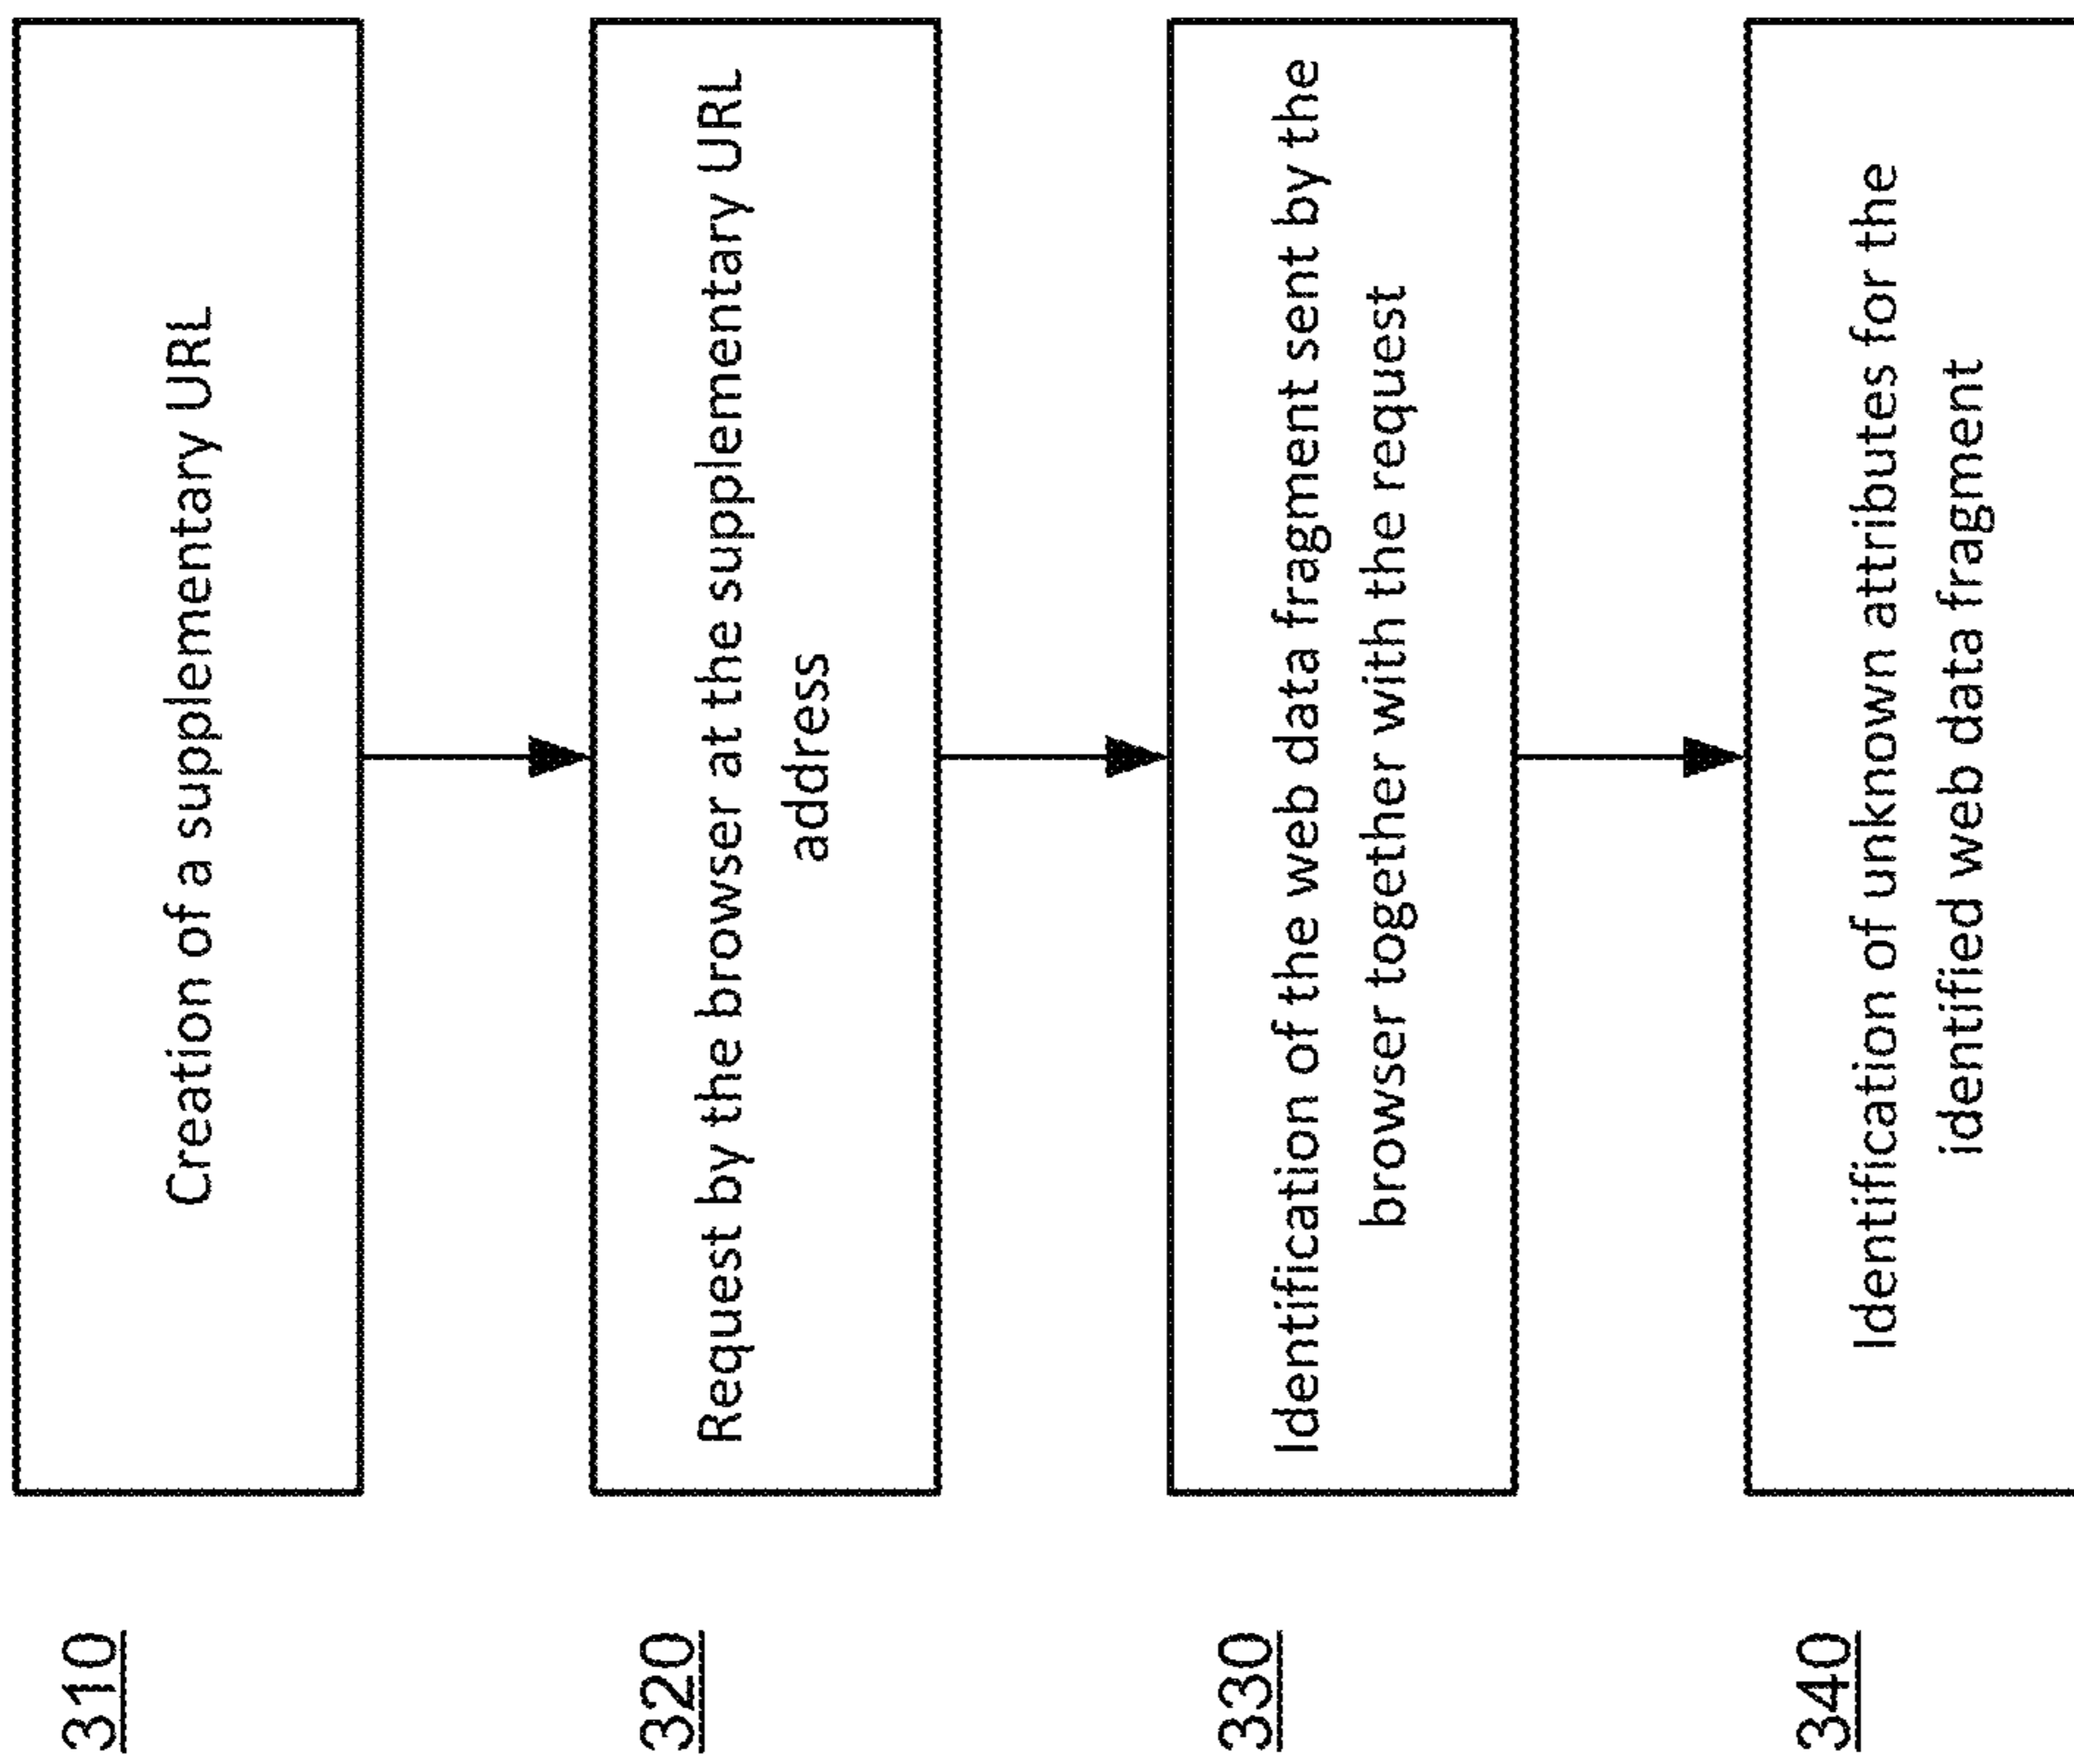 310
Creation of a supplementary URL
320
Request by the browser at the supplementary URL
address
330
Identification of the web data fragment sent by the
browser together with the request
340
Identification of unknown attributes for the
identified web data fragment